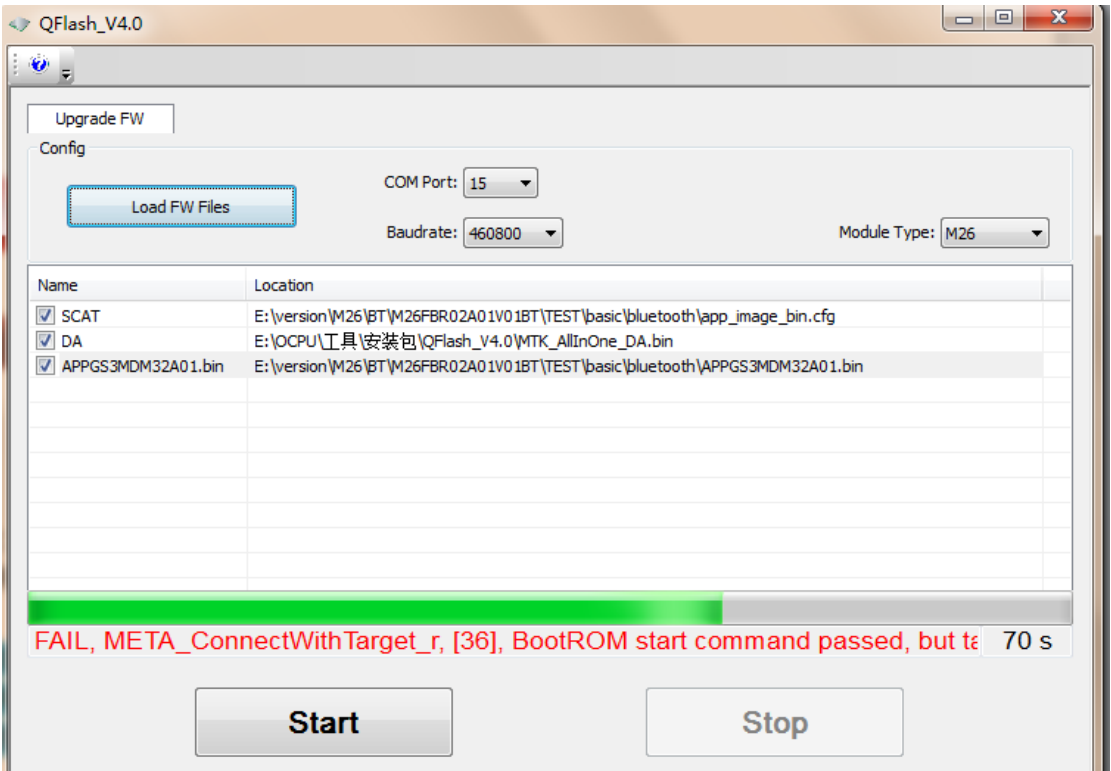 QFlash_V4.0
Upgrade FW
Config
Load FW Files
COM Port: 15
Baudrate: 460800
Module Type: M26
Name Location
SCAT E:\version\M26\BT\M26FBR02A01V01BT\TEST\basic\bluetooth\app_image_bin.cfg
DA E:\OCPU\工具\安装包\QFlash_V4.0\MTK_AllInOne_DA.bin
APPGS3MDM32A01.bin E:\version\M26\BT\M26FBR02A01V01BT\TEST\basic\bluetooth\APPGS3MDM32A01.bin
FAIL, META_ConnectWithTarget_r, [36], BootROM start command passed, but ta 70 s
Start Stop